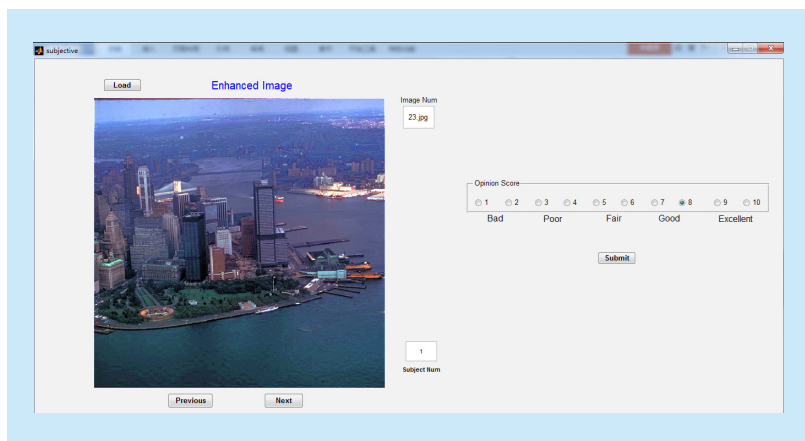 subjective
Load
Enhanced Image
Image Num
23.jpg
Opinion Score
1 2 3 4 5 6 7 8 9 10
Bad Poor Fair Good Excellent
Submit
1
Subject Num
Previous Next